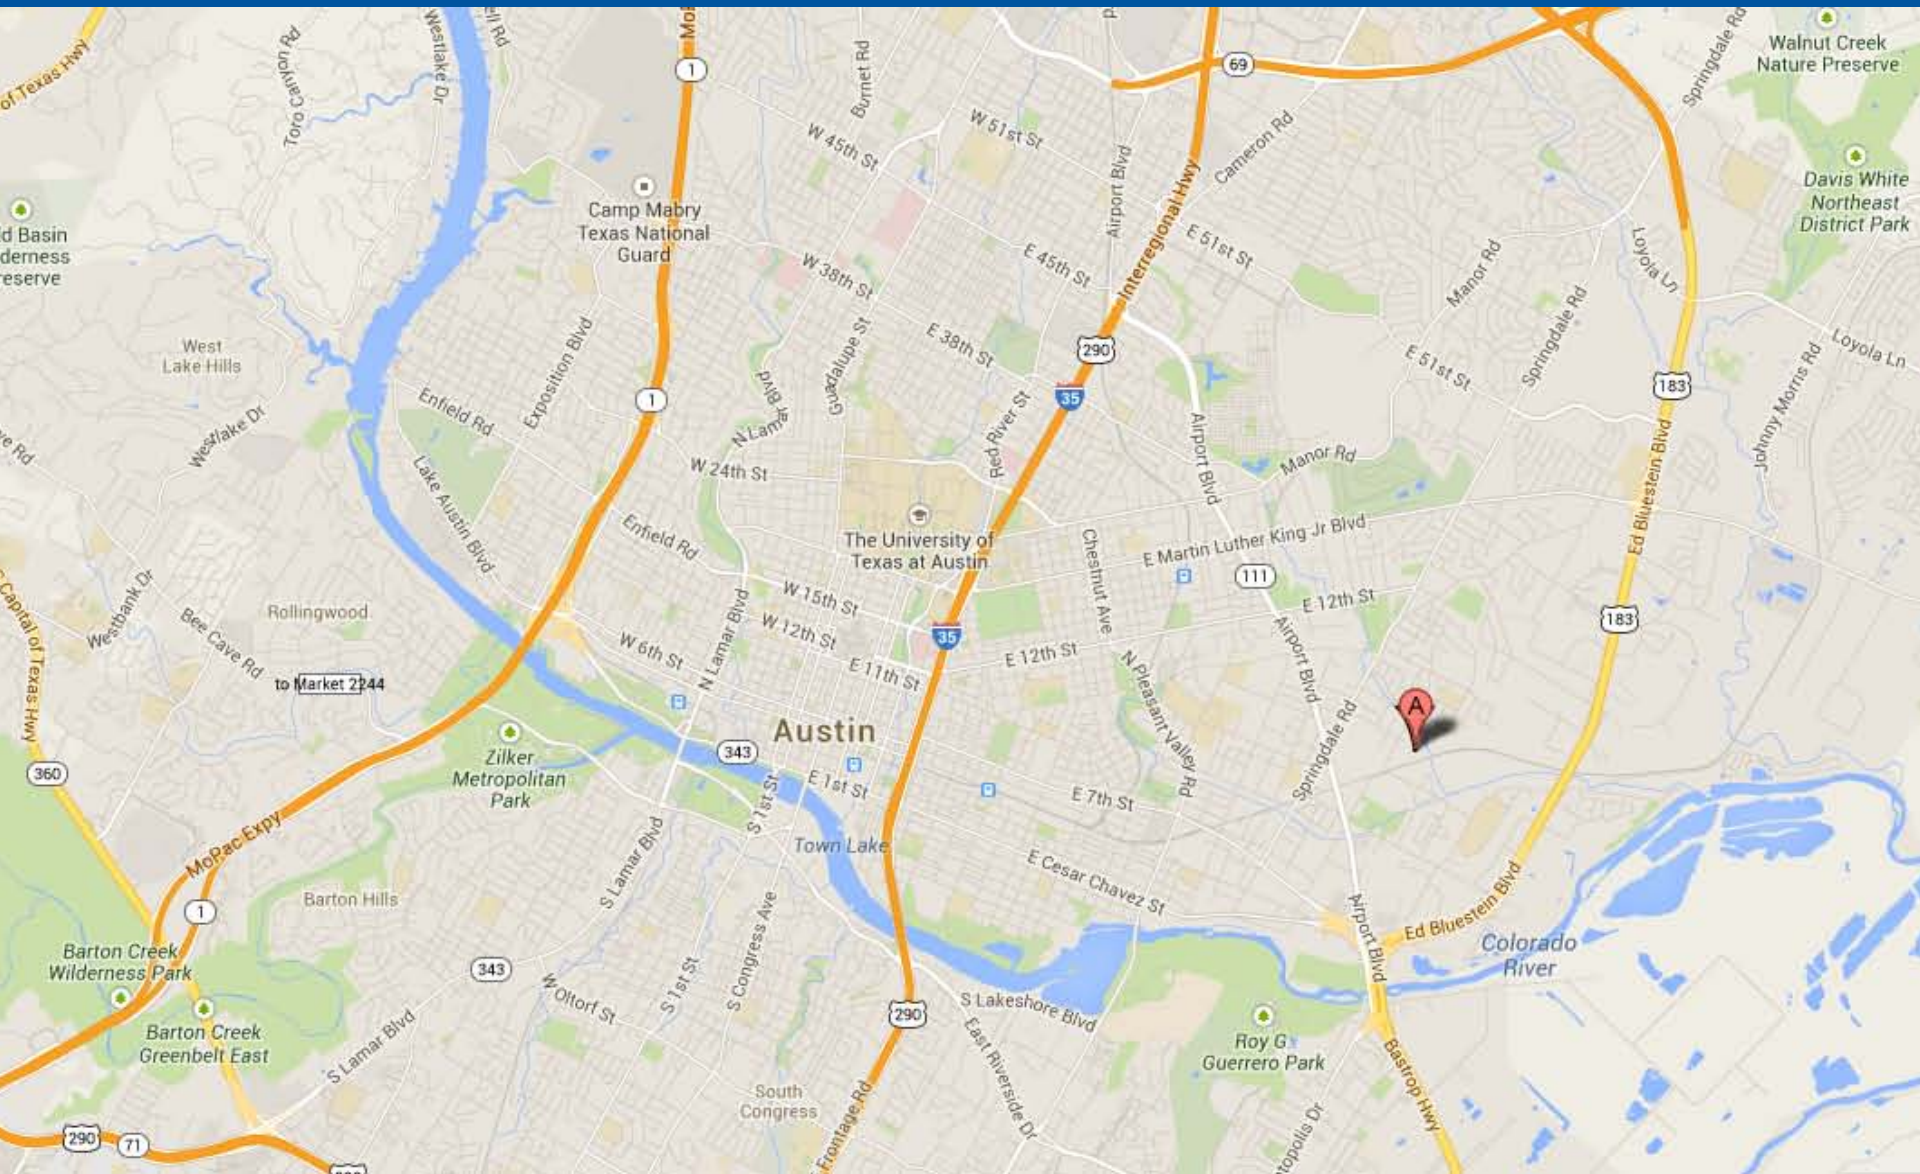 of Texas Hwy
Toro Canyon Rd
Westlake Dr
ell Rd
1
Burnet Rd
69
Springdale Rd
Walnut Creek
Nature Preserve
W 45th St
W 51st St
Airport Blvd
Cameron Rd
Interregional Hwy
Davis White
Northeast
District Park
Camp Mabry
Texas National
Guard
d Basin
derness
eserve
W 38th St
E 45th St
E 51st St
Manor Rd
Loyola Ln
Springdale Rd
Loyola Ln
West
Lake Hills
Exposition Blvd
Guadalupe St
E 38th St
290
35
E 51st St
183
Johnny Morris Rd
Enfield Rd
1
N Lamar Blvd
Red River St
Airport Blvd
Westlake Dr
ve Rd
Lake Austin Blvd
W 24th St
Manor Rd
Ed Bluestein Blvd
Enfield Rd
The University of
Texas at Austin
Chestnut Ave
E Martin Luther King Jr Blvd
111
E 12th St
183
Capital of Texas Hwy
Westbank Dr
Bee Cave Rd
Rollingwood
to Market 2244
W 15th St
W 12th St
W 6th St
N Lamar Blvd
E 11th St
35
E 12th St
N Pleasant Valley Rd
Airport Blvd
Springdale Rd
A
Austin
343
Zilker
Metropolitan
Park
360
E 1st St
S 1st St
E 7th St
MoPac Expy
Town Lake
S Lamar Blvd
E Cesar Chavez St
Barton Hills
1
Airport Blvd
Ed Bluestein Blvd
Colorado
River
Barton Creek
Wilderness Park
343
W Oltorf St
S 1st St
S Congress Ave
290
S Lakeshore Blvd
Barton Creek
Greenbelt East
S Lamar Blvd
East Riverside Dr
Roy G
Guerrero Park
Bastrop Hwy
South
Congress
Frontage Rd
topolis Dr
290
71